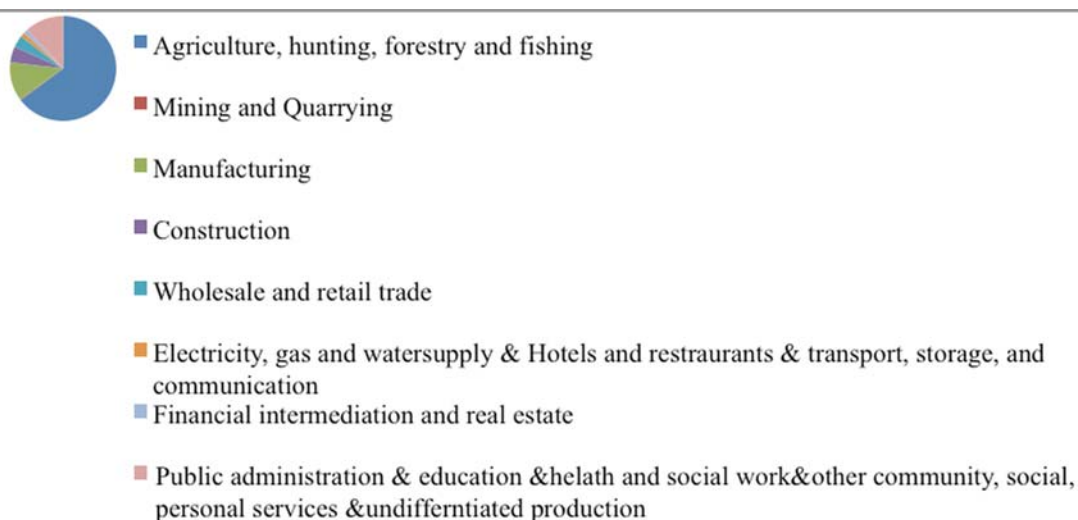 Agriculture, hunting, forestry and fishing
Mining and Quarrying
Manufacturing
Construction
Wholesale and retail trade
Electricity, gas and watersupply & Hotels and restraurants & transport, storage, and
communication
Financial intermediation and real estate
Public administration & education &helath and social work&other community, social,
personal services &undifferntiated production